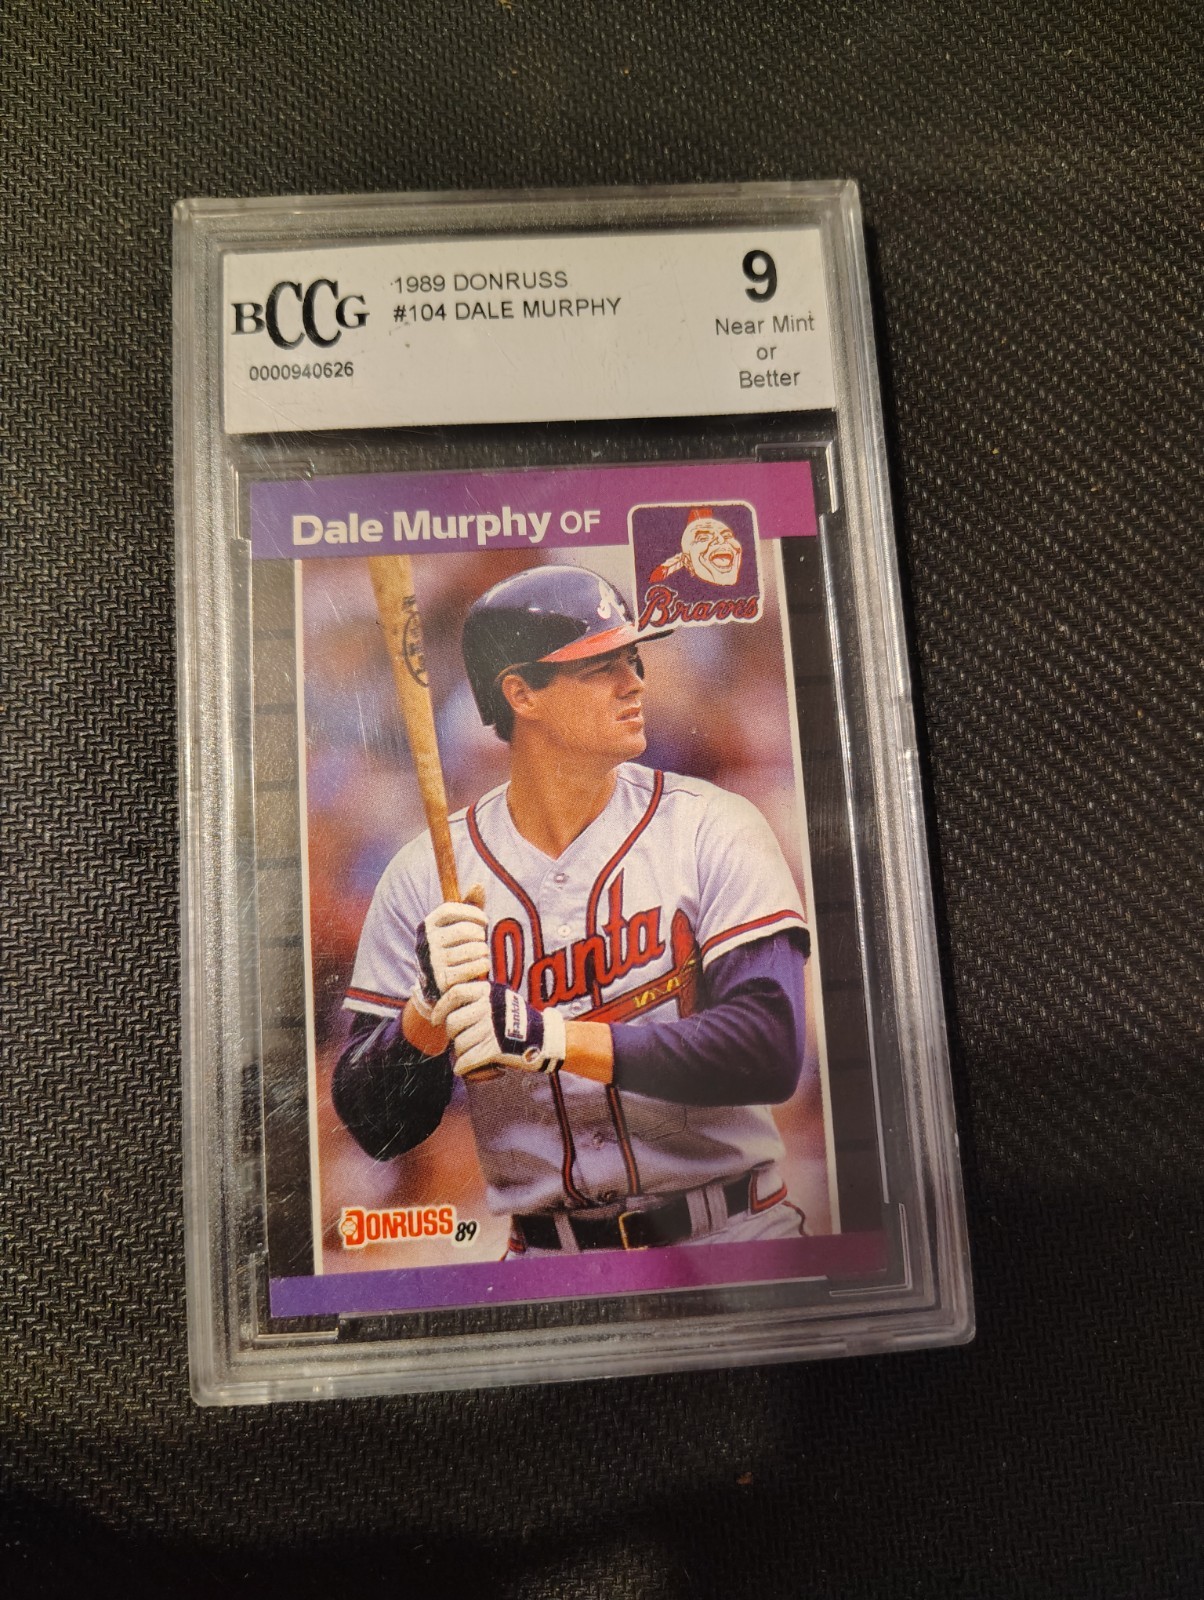 BCCG
0000940626
1989 DONRUSS
#104 DALE MURPHY
9
Near Mint
or
Better
Dale Murphy OF
Braves
A
lanta
Franklin
DONRUSS 89